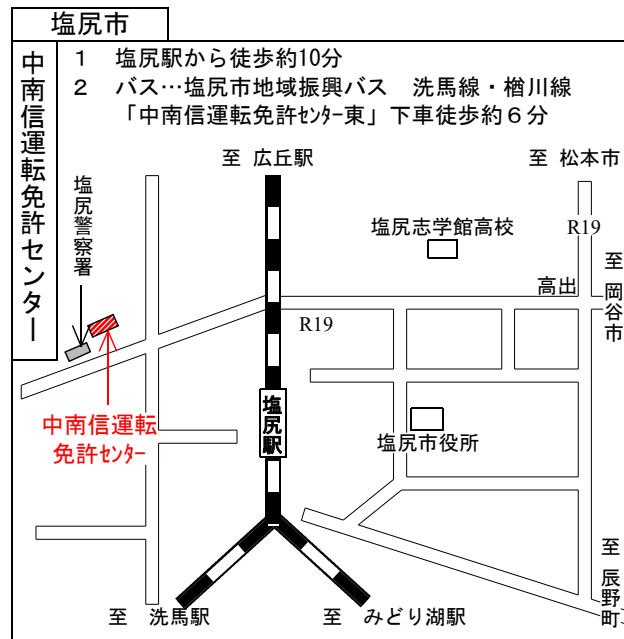 塩尻市
中南信運転免許センター
1 塩尻駅から徒歩約10分
2 バス…塩尻市地域振興バス 洗馬線・楢川線
「中南信運転免許ｾﾝﾀｰ東」下車徒歩約６分
至 広丘駅
至 松本市
塩尻警察署
塩尻志学館高校
R19
至 岡谷市
高出
R19
塩尻駅
中南信運転
免許ｾﾝﾀｰ
塩尻市役所
至 辰野町
至 洗馬駅
至 みどり湖駅